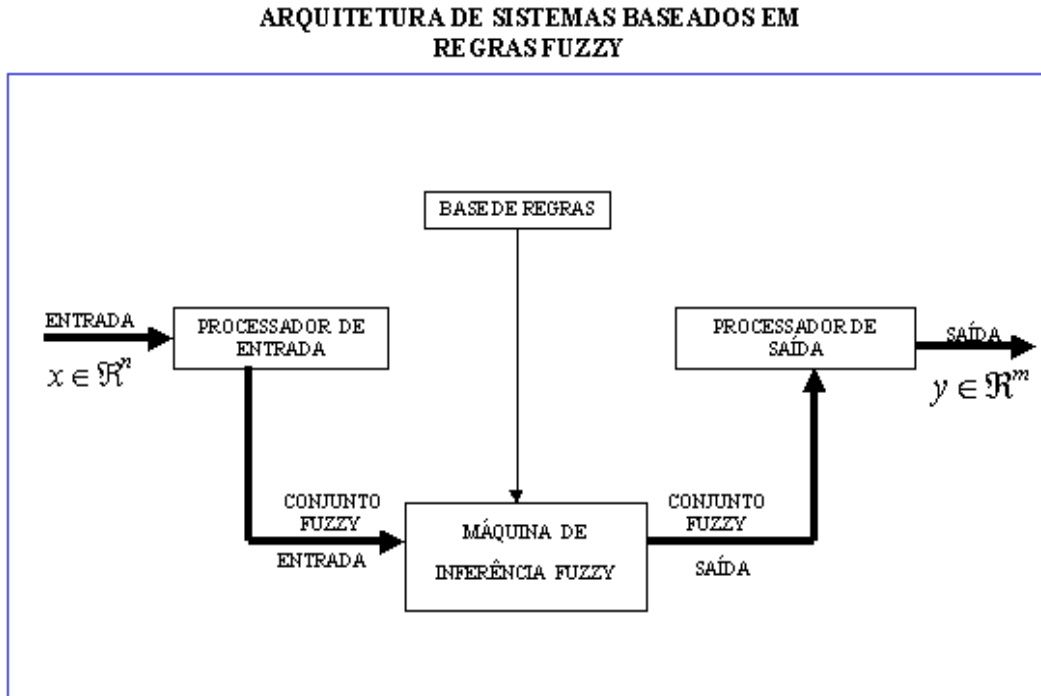 ARQUITETURA DE SISTEMAS BASEADOS EM
REGRAS FUZZY
BASE DE REGRAS
ENTRADA
x ∈ ℜⁿ
PROCESSADOR DE
ENTRADA
PROCESSADOR DE
SAÍDA
SAÍDA
y ∈ ℜᵐ
CONJUNTO
FUZZY
ENTRADA
MÁQUINA DE
INFERÊNCIA FUZZY
CONJUNTO
FUZZY
SAÍDA